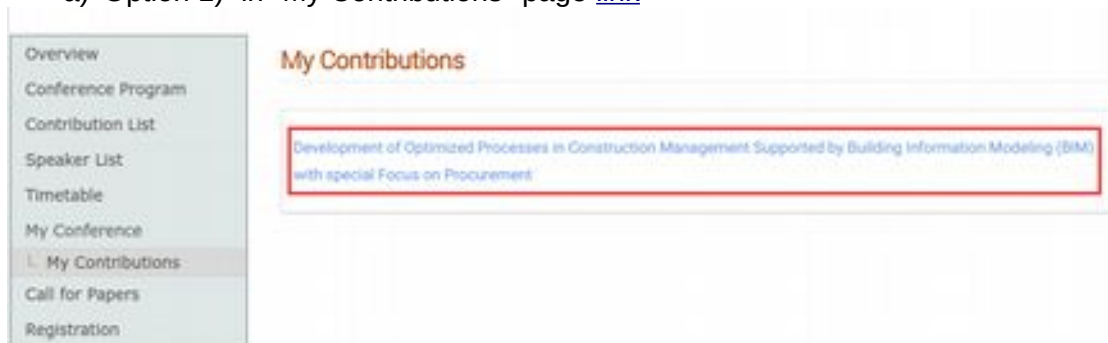 a) Option 1) in "My Contributions" page link
Overview
Conference Program
Contribution List
Speaker List
Timetable
My Conference
My Contributions
Call for Papers
Registration
My Contributions
Development of Optimized Processes in Construction Management Supported by Building Information Modeling (BIM)
with special Focus on Procurement